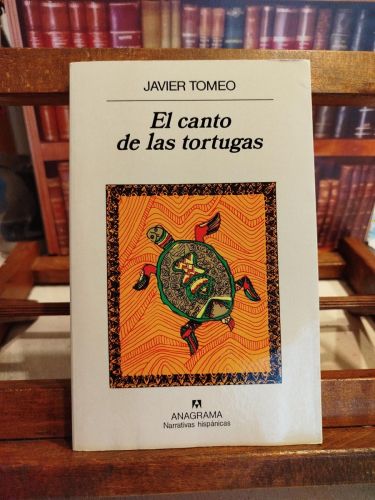 JAVIER TOMEO
El canto
de las tortugas
ANAGRAMA
Narrativas hispánicas